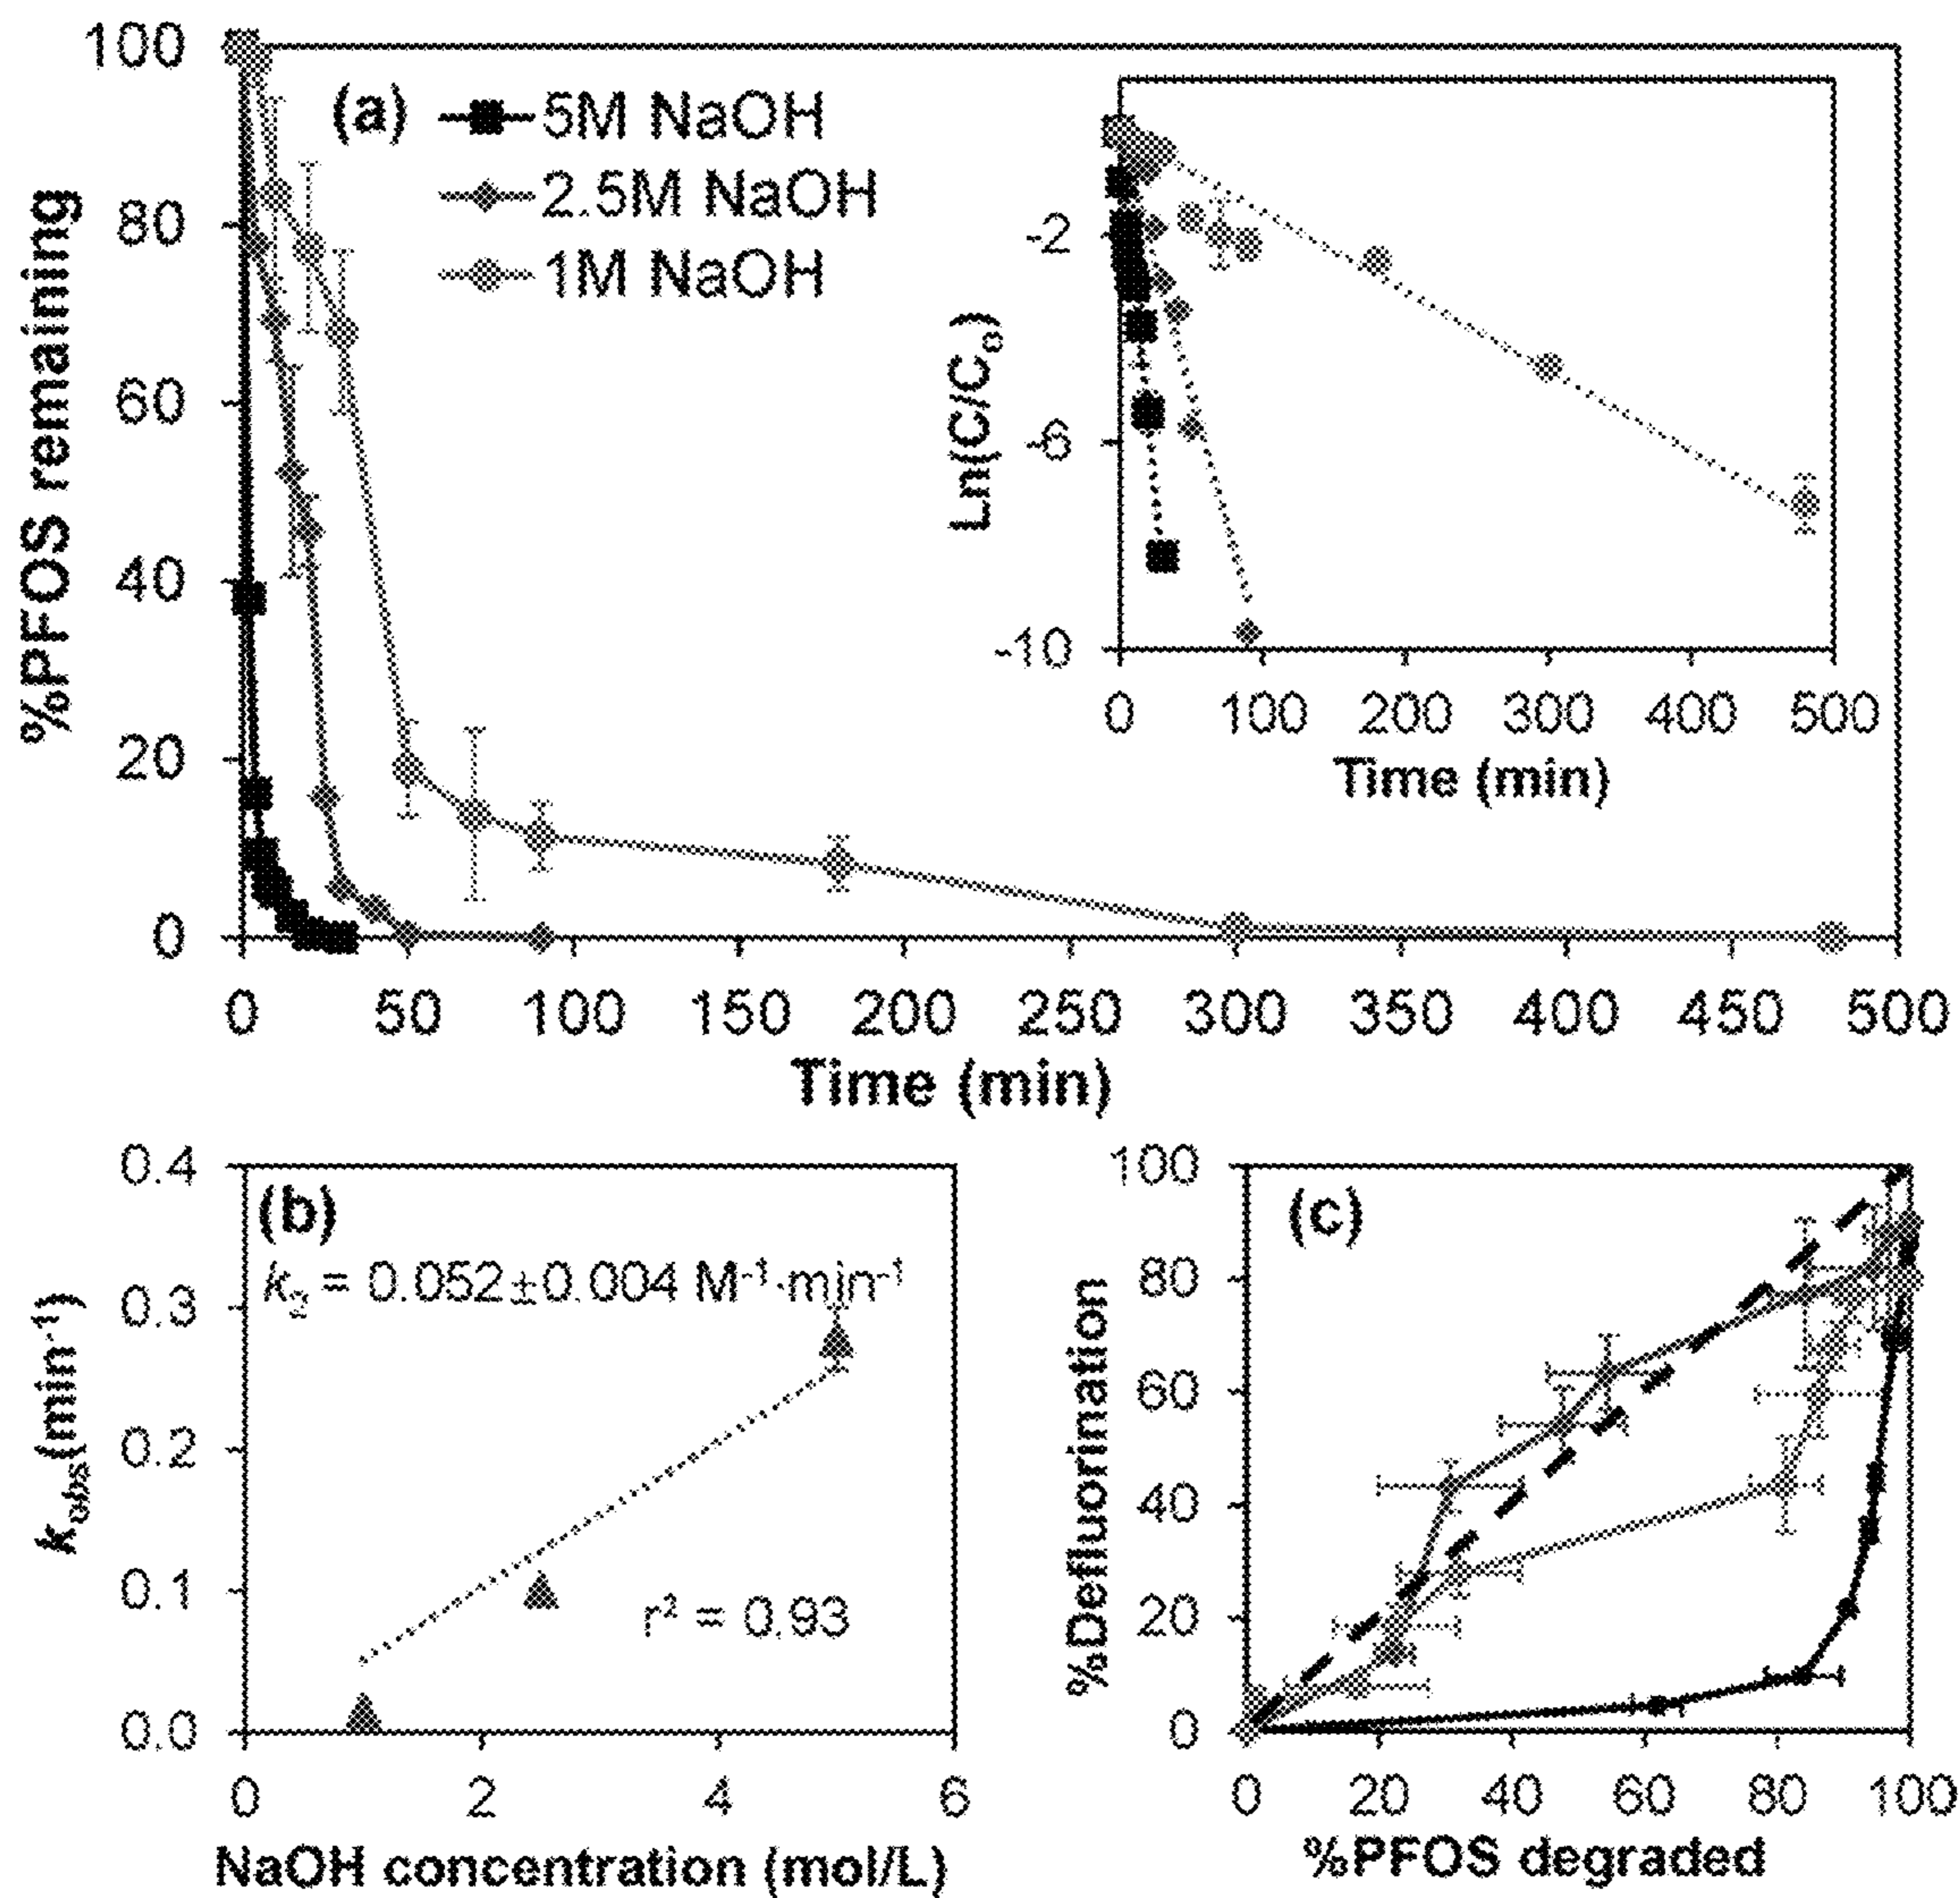 (a)
5M NaOH
2.5M NaOH
1M NaOH
%PFOS remaining
100
80
60
40
20
0
0 50 100 150 200 250 300 350 400 450 500
Time (min)
Ln(C/C0)
-2
-6
-10
0 100 200 300 400 500
Time (min)
(b)
k2 = 0.052±0.004 M-1·min-1
r² = 0.93
kobs(min-1)
0.4
0.3
0.2
0.1
0.0
0 2 4 6
NaOH concentration (mol/L)
(c)
%Defluorination
100
80
60
40
20
0
0 20 40 60 80 100
%PFOS degraded